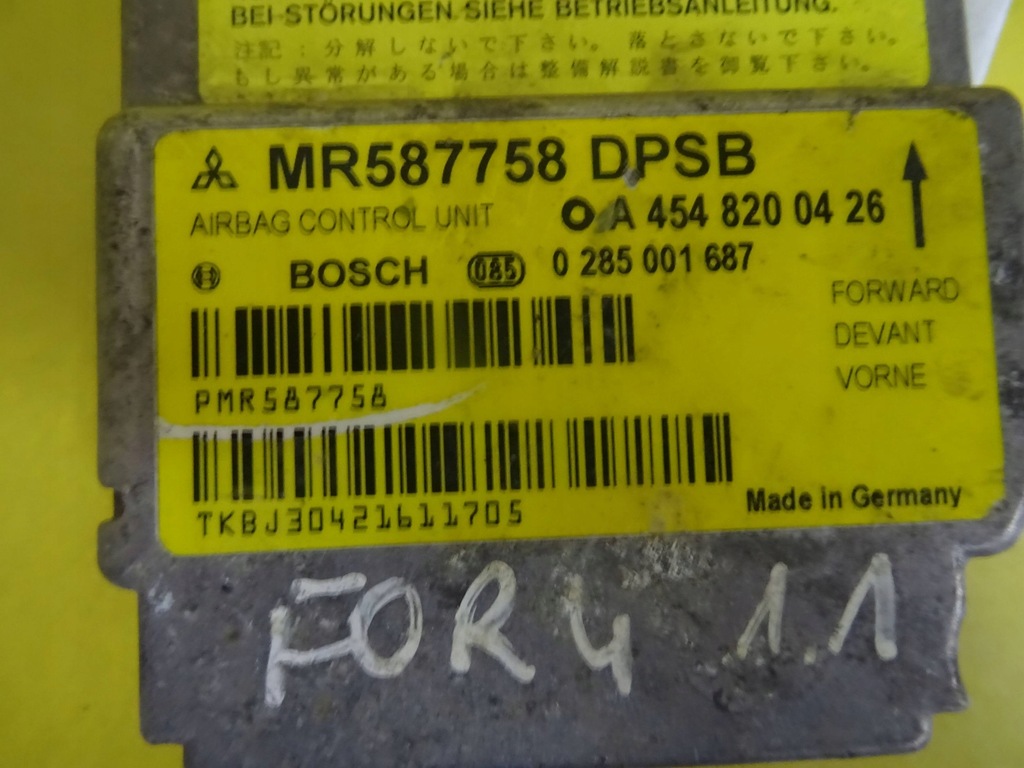 BEI-STÖRUNGEN SIEHE BETRIEBSANLEITUNG.
注記：分解しないで下さい。落とさないで下さい。
もし異常がある場合は整備解説書を御覧下さい。
MR587758 DPSB
AIRBAG CONTROL UNIT A 454 820 04 26
BOSCH 085 0 285 001 687
FORWARD
DEVANT
VORNE
PMR587758
TKBJ30421611705
Made in Germany
FOR4 1.1